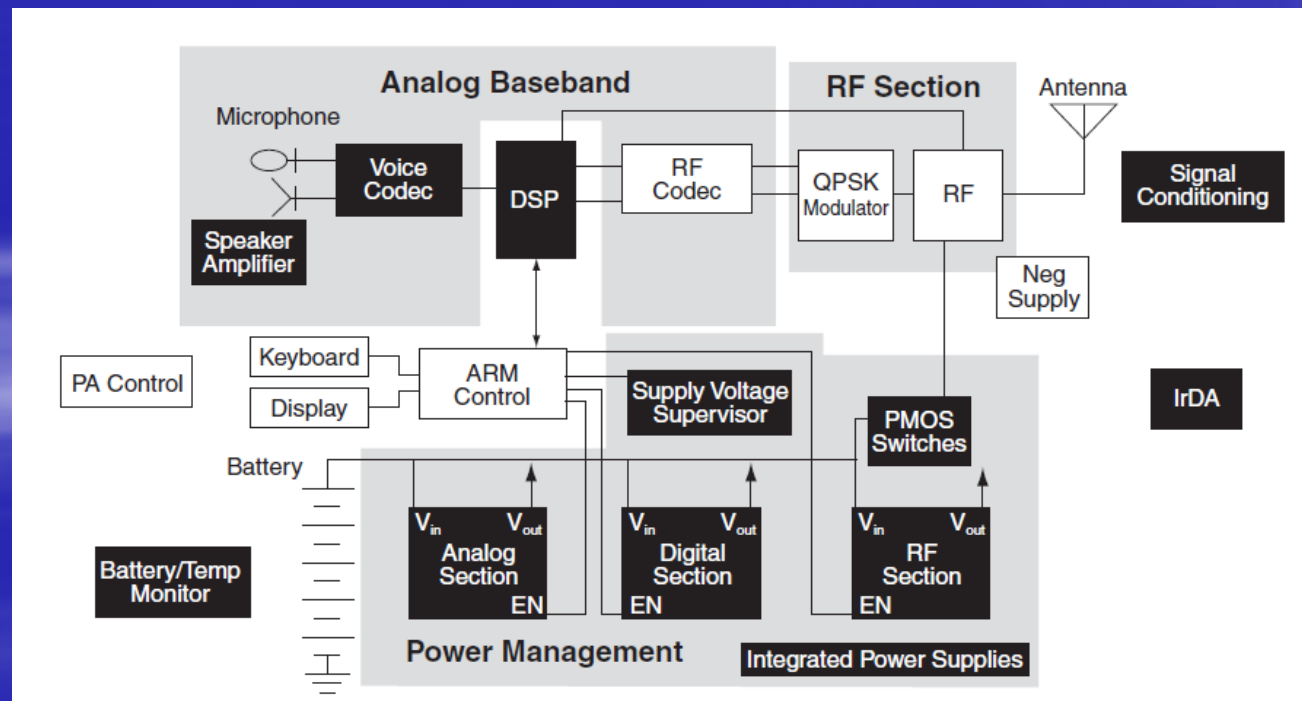 Analog Baseband
RF Section
Antenna
Microphone
Voice
Codec
DSP
RF
Codec
QPSK
Modulator
RF
Signal
Conditioning
Speaker
Amplifier
Neg
Supply
Keyboard
Display
ARM
Control
PA Control
Supply Voltage
Supervisor
PMOS
Switches
IrDA
Battery
Vin
Vout
Analog
Section
EN
Vin
Vout
Digital
Section
EN
Vin
Vout
RF
Section
EN
Battery/Temp
Monitor
Power Management
Integrated Power Supplies